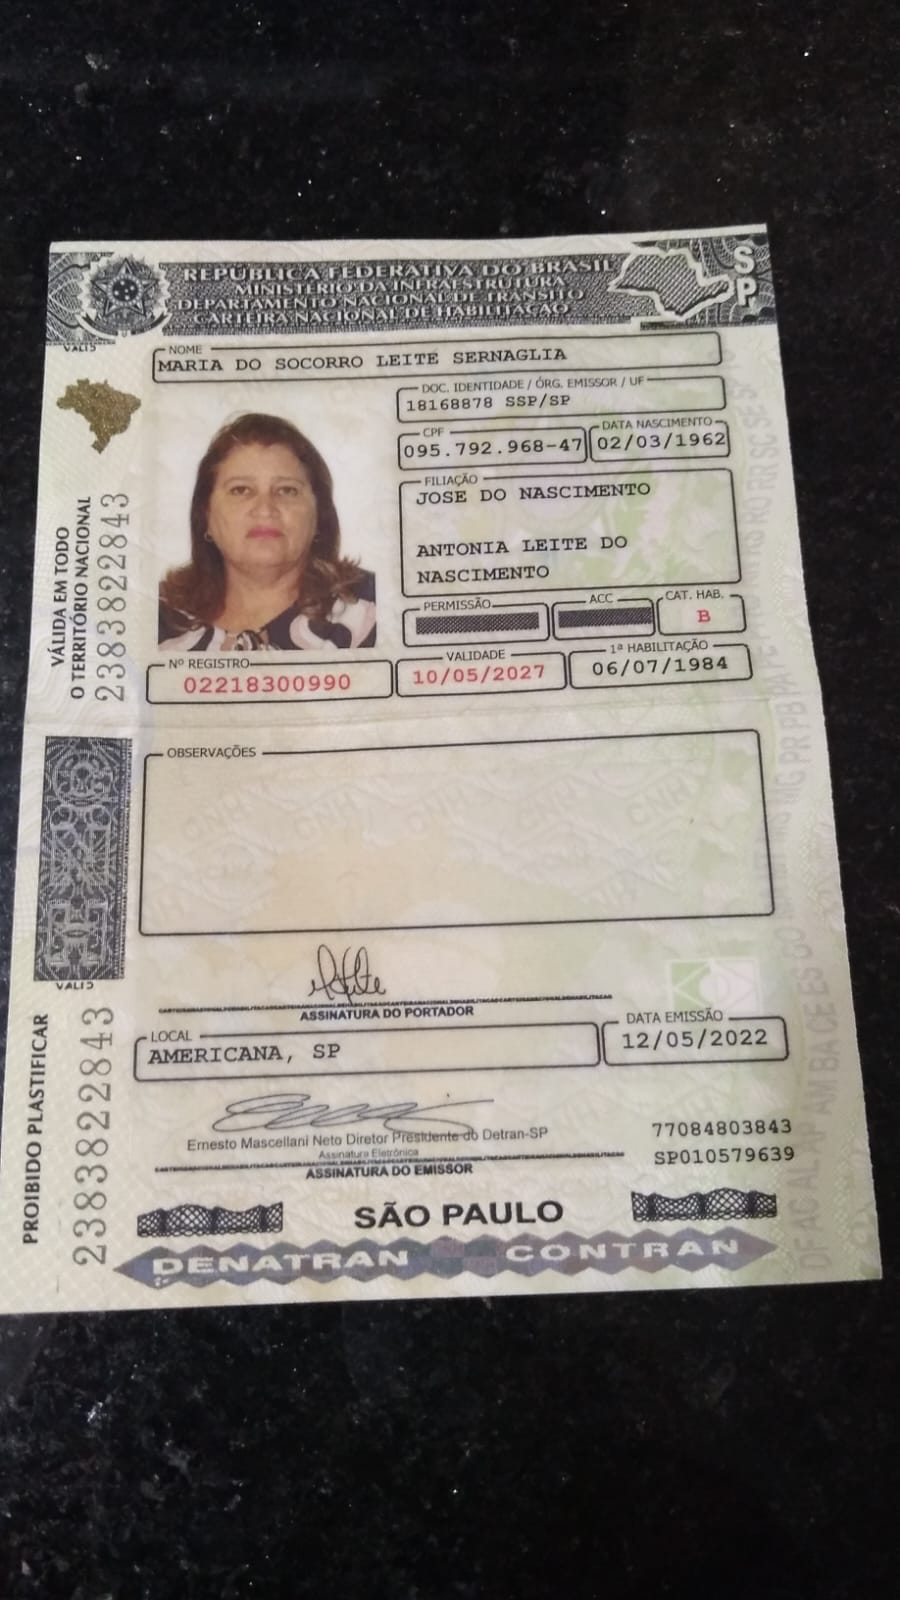 REPÚBLICA FEDERATIVA DO BRASIL
MINISTÉRIO DA INFRAESTRUTURA
DEPARTAMENTO NACIONAL DE TRÂNSITO
CARTEIRA NACIONAL DE HABILITAÇÃO
SP
NOME
MARIA DO SOCORRO LEITE SERNAGLIA
DOC. IDENTIDADE / ÓRG. EMISSOR / UF
18168878 SSP/SP
CPF
095.792.968-47
DATA NASCIMENTO
02/03/1962
FILIAÇÃO
JOSE DO NASCIMENTO
ANTONIA LEITE DO
NASCIMENTO
PERMISSÃO
ACC
CAT. HAB.
B
Nº REGISTRO
02218300990
VALIDADE
10/05/2027
1ª HABILITAÇÃO
06/07/1984
VÁLIDA EM TODO
O TERRITÓRIO NACIONAL
2383822843
OBSERVAÇÕES
ASSINATURA DO PORTADOR
LOCAL
AMERICANA, SP
DATA EMISSÃO
12/05/2022
Ernesto Mascellani Neto Diretor Presidente do Detran-SP
Assinatura Eletrônica
ASSINATURA DO EMISSOR
77084803843
SP010579639
PROIBIDO PLASTIFICAR
2383822843
SÃO PAULO
DENATRAN CONTRAN